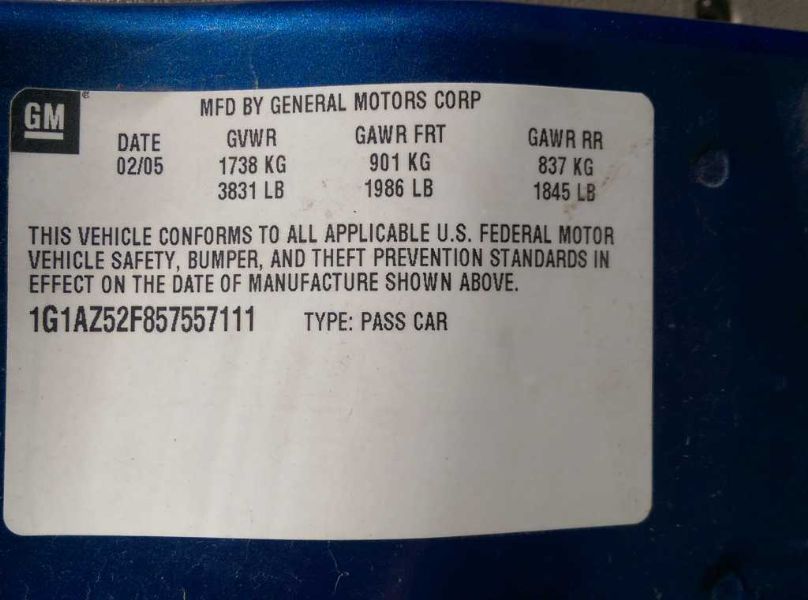 GM ®
MFD BY GENERAL MOTORS CORP
DATE GVWR GAWR FRT GAWR RR
02/05 1738 KG 901 KG 837 KG
3831 LB 1986 LB 1845 LB
THIS VEHICLE CONFORMS TO ALL APPLICABLE U.S. FEDERAL MOTOR
VEHICLE SAFETY, BUMPER, AND THEFT PREVENTION STANDARDS IN
EFFECT ON THE DATE OF MANUFACTURE SHOWN ABOVE.
1G1AZ52F857557111 TYPE: PASS CAR